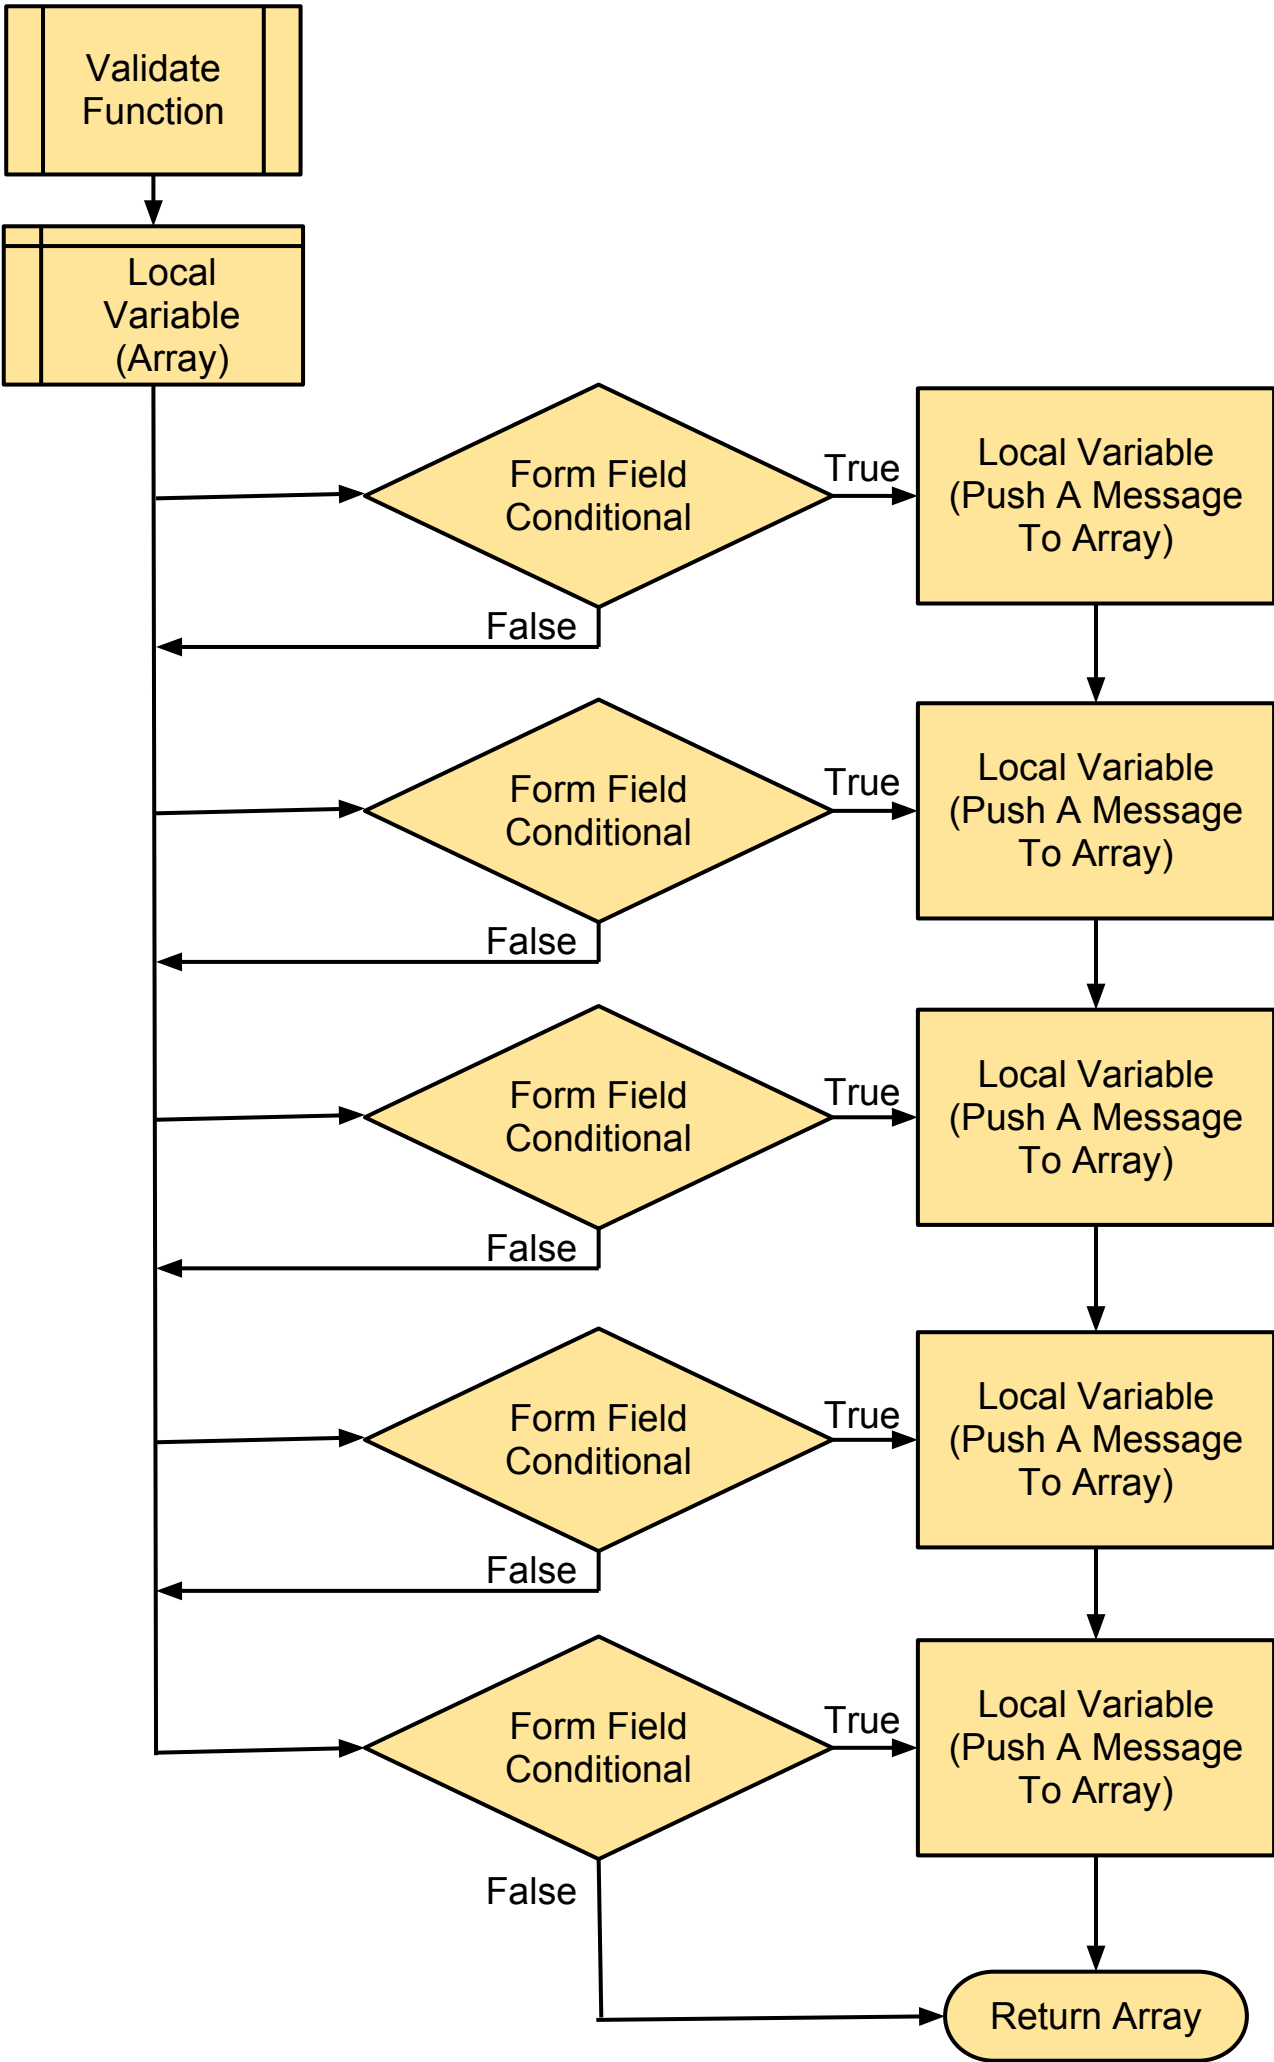 Validate
Function
Local
Variable
(Array)
Form Field
Conditional
True
Local Variable
(Push A Message
To Array)
False
Form Field
Conditional
True
Local Variable
(Push A Message
To Array)
False
Form Field
Conditional
True
Local Variable
(Push A Message
To Array)
False
Form Field
Conditional
True
Local Variable
(Push A Message
To Array)
False
Form Field
Conditional
True
Local Variable
(Push A Message
To Array)
False
Return Array